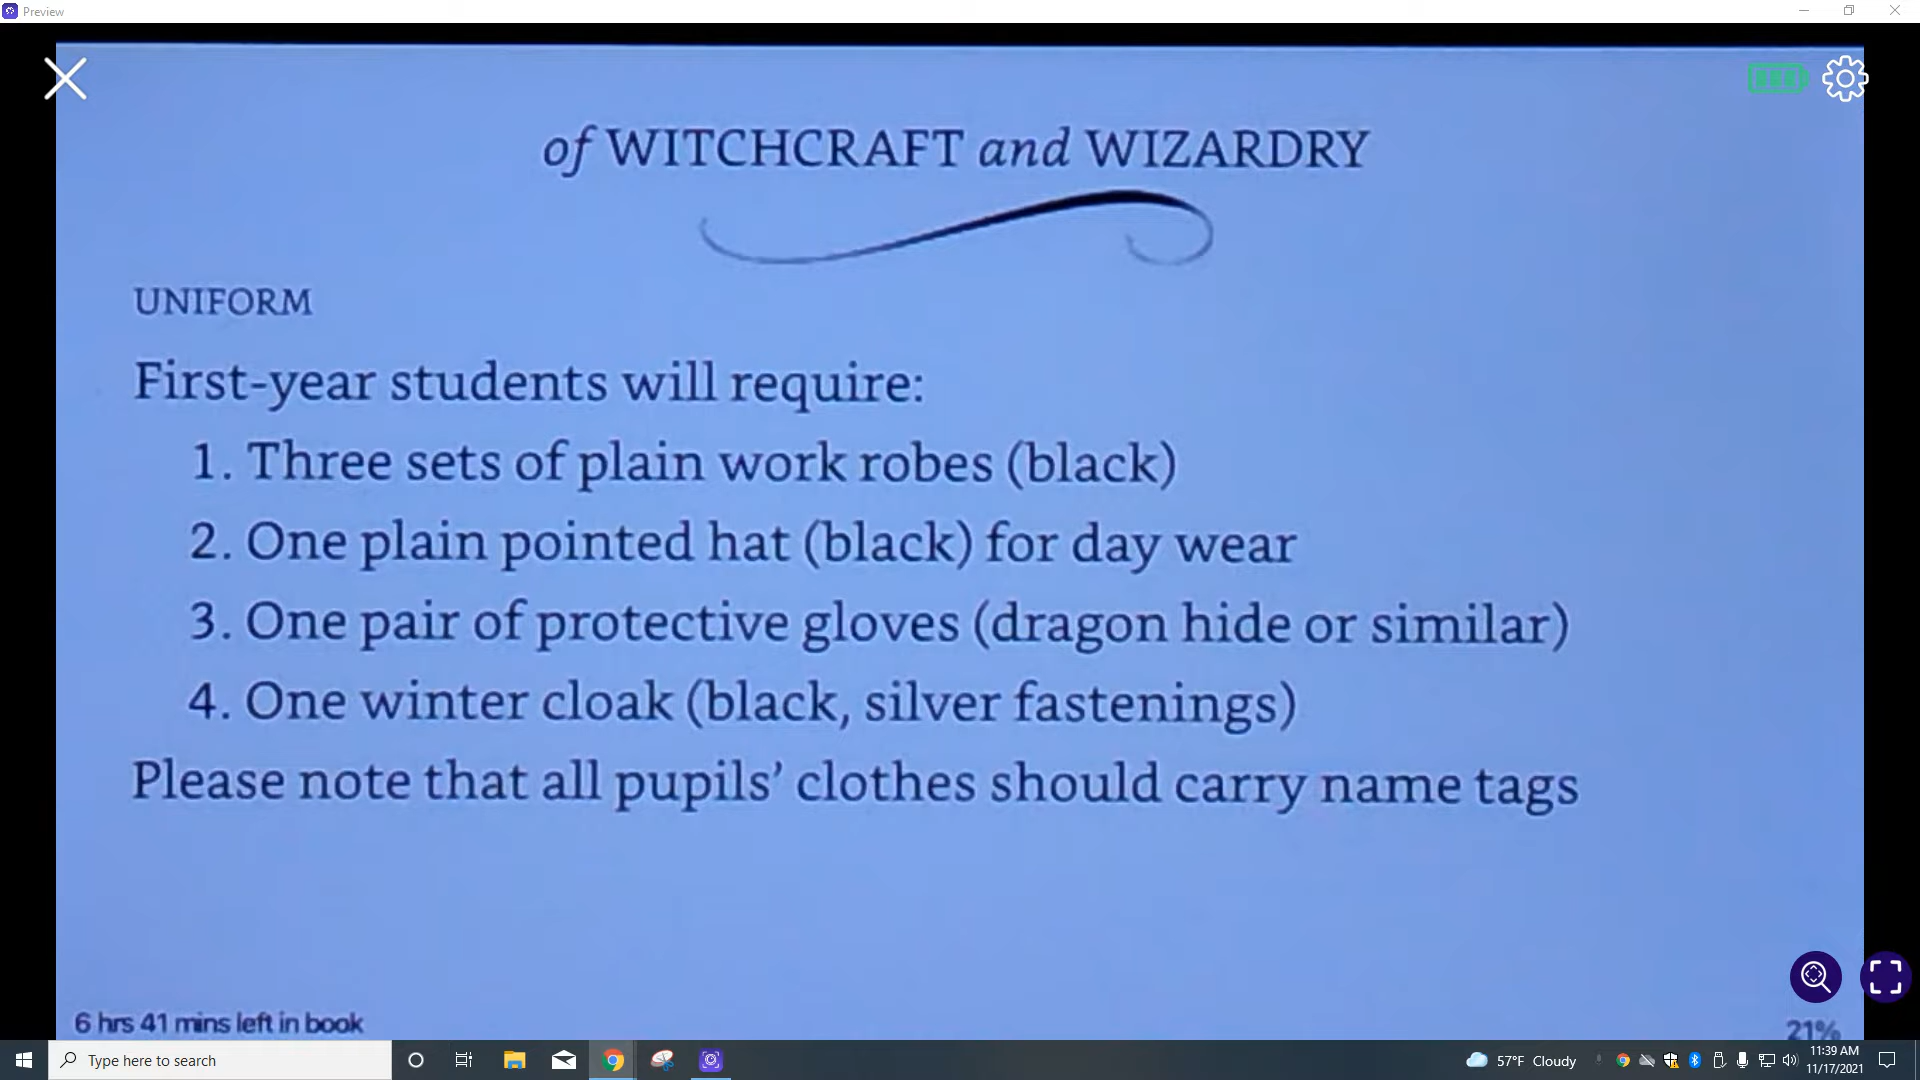 Preview
of WITCHCRAFT and WIZARDRY
UNIFORM
First-year students will require:
1. Three sets of plain work robes (black)
2. One plain pointed hat (black) for day wear
3. One pair of protective gloves (dragon hide or similar)
4. One winter cloak (black, silver fastenings)
Please note that all pupils’ clothes should carry name tags
6 hrs 41 mins left in book
21%
Type here to search
57°F Cloudy
11:39 AM
11/17/2021